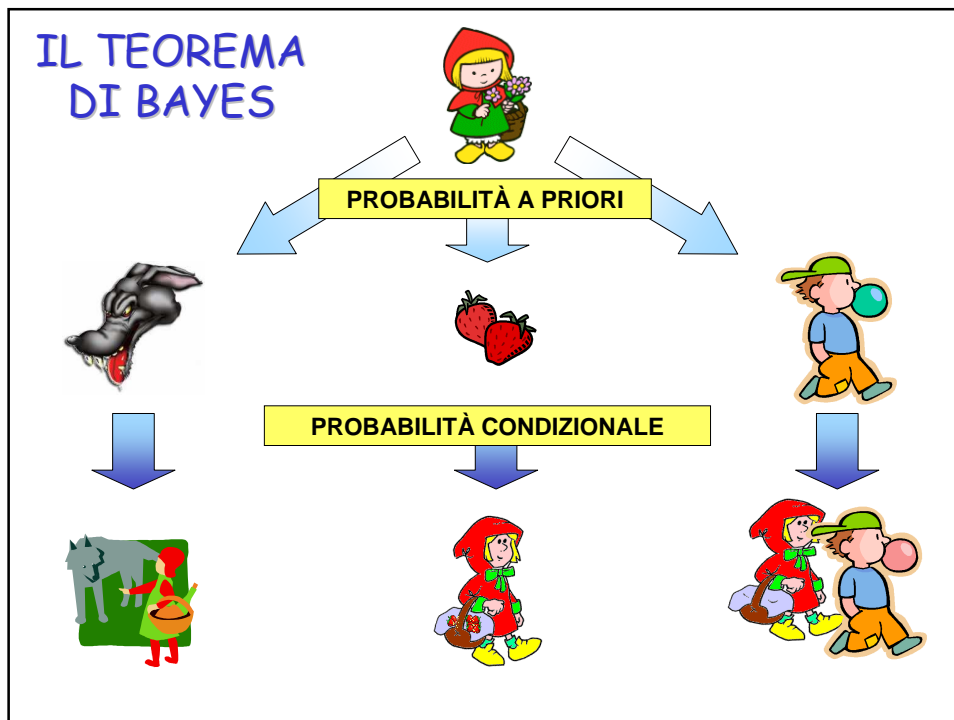 IL TEOREMA
DI BAYES
PROBABILITÀ A PRIORI
PROBABILITÀ CONDIZIONALE